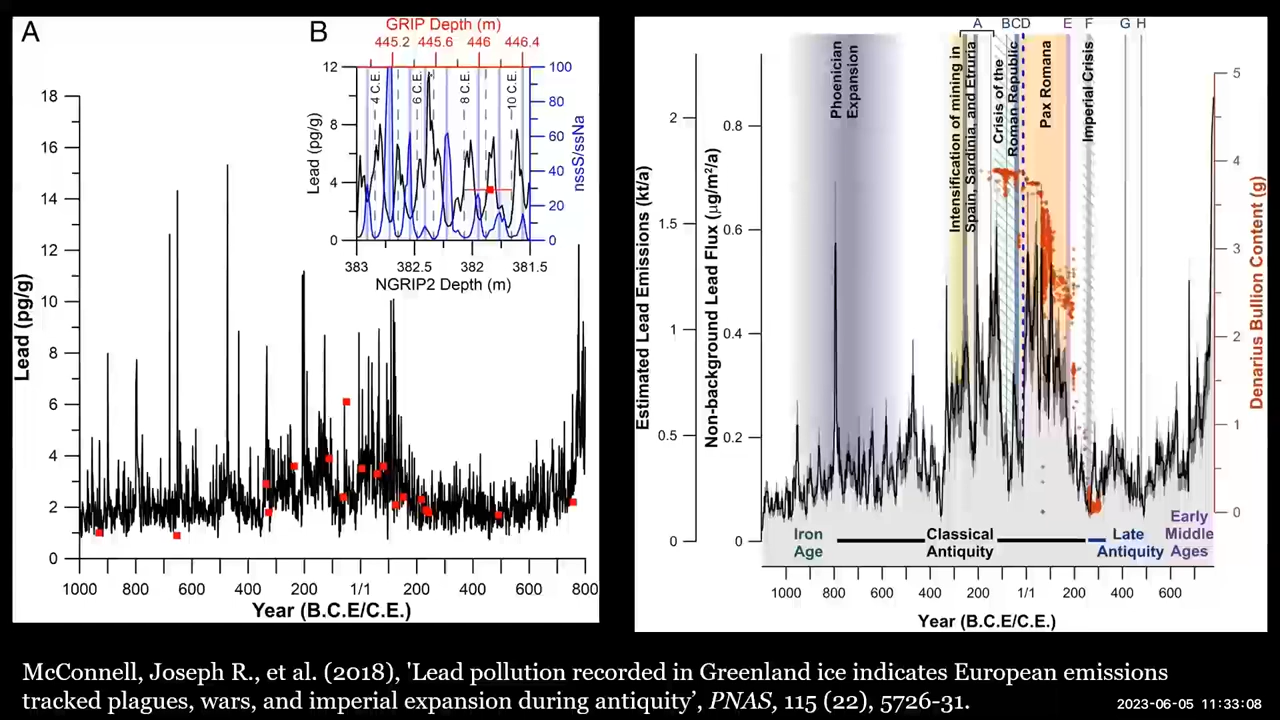 A
Lead (pg/g)
18
16
14
12
10
8
6
4
2
0
1000
800
600
400
200
1/1
200
400
600
800
Year (B.C.E/C.E.)
B
GRIP Depth (m)
445.2
445.6
446
446.4
Lead (pg/g)
12
8
4
0
4 C.E.
6 C.E.
8 C.E.
10 C.E.
100
80
60
40
20
0
nssS/ssNa
383
382.5
382
381.5
NGRIP2 Depth (m)
A
B
C
D
E
F
G
H
Estimated Lead Emissions (kt/a)
2
1.5
1
0.5
0
Non-background Lead Flux (μg/m²/a)
0.8
0.6
0.4
0.2
0
Phoenician
Expansion
Intensification of mining in
Spain, Sardinia, and Etruria
Crisis of the
Roman Republic
Pax Romana
Imperial Crisis
5
4
3
2
1
0
Denarius Bullion Content (g)
Iron
Age
Classical
Antiquity
Late
Antiquity
Early
Middle
Ages
1000
800
600
400
200
1/1
200
400
600
Year (B.C.E/C.E.)
McConnell, Joseph R., et al. (2018), 'Lead pollution recorded in Greenland ice indicates European emissions
tracked plagues, wars, and imperial expansion during antiquity’, PNAS, 115 (22), 5726-31.
2023-06-05 11:33:08